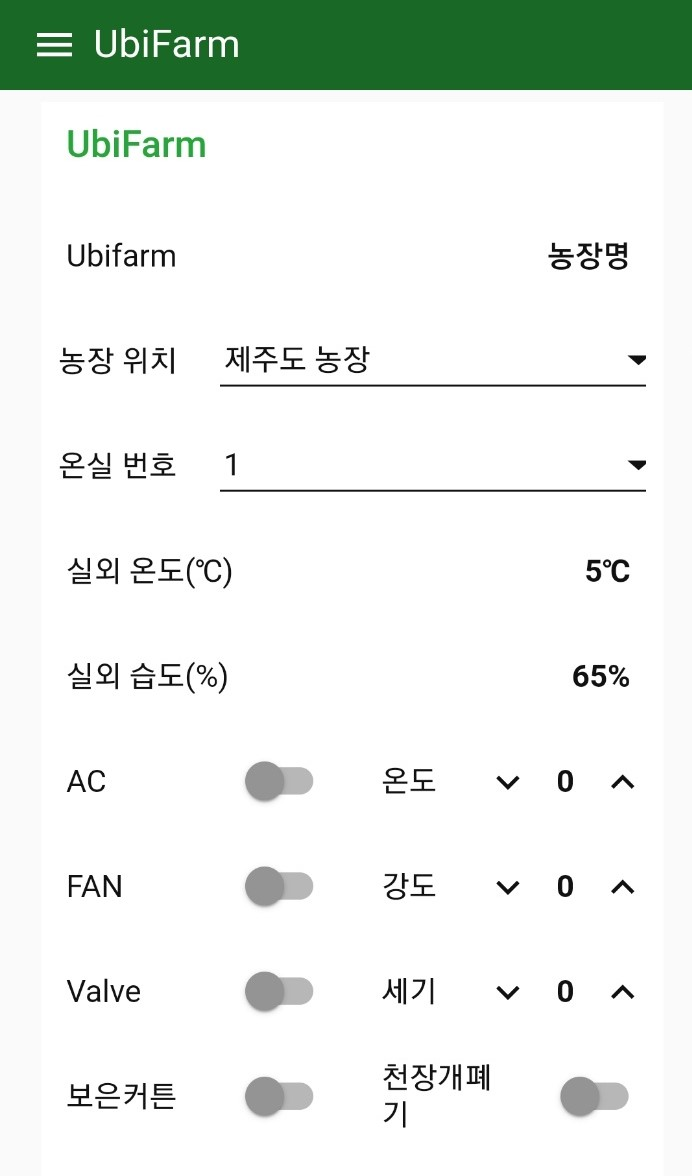 UbiFarm
UbiFarm
Ubifarm 농장명
농장 위치 제주도 농장
온실 번호 1
실외 온도(℃) 5℃
실외 습도(%) 65%
AC 온도 0
FAN 강도 0
Valve 세기 0
보은커튼 천장개폐
기